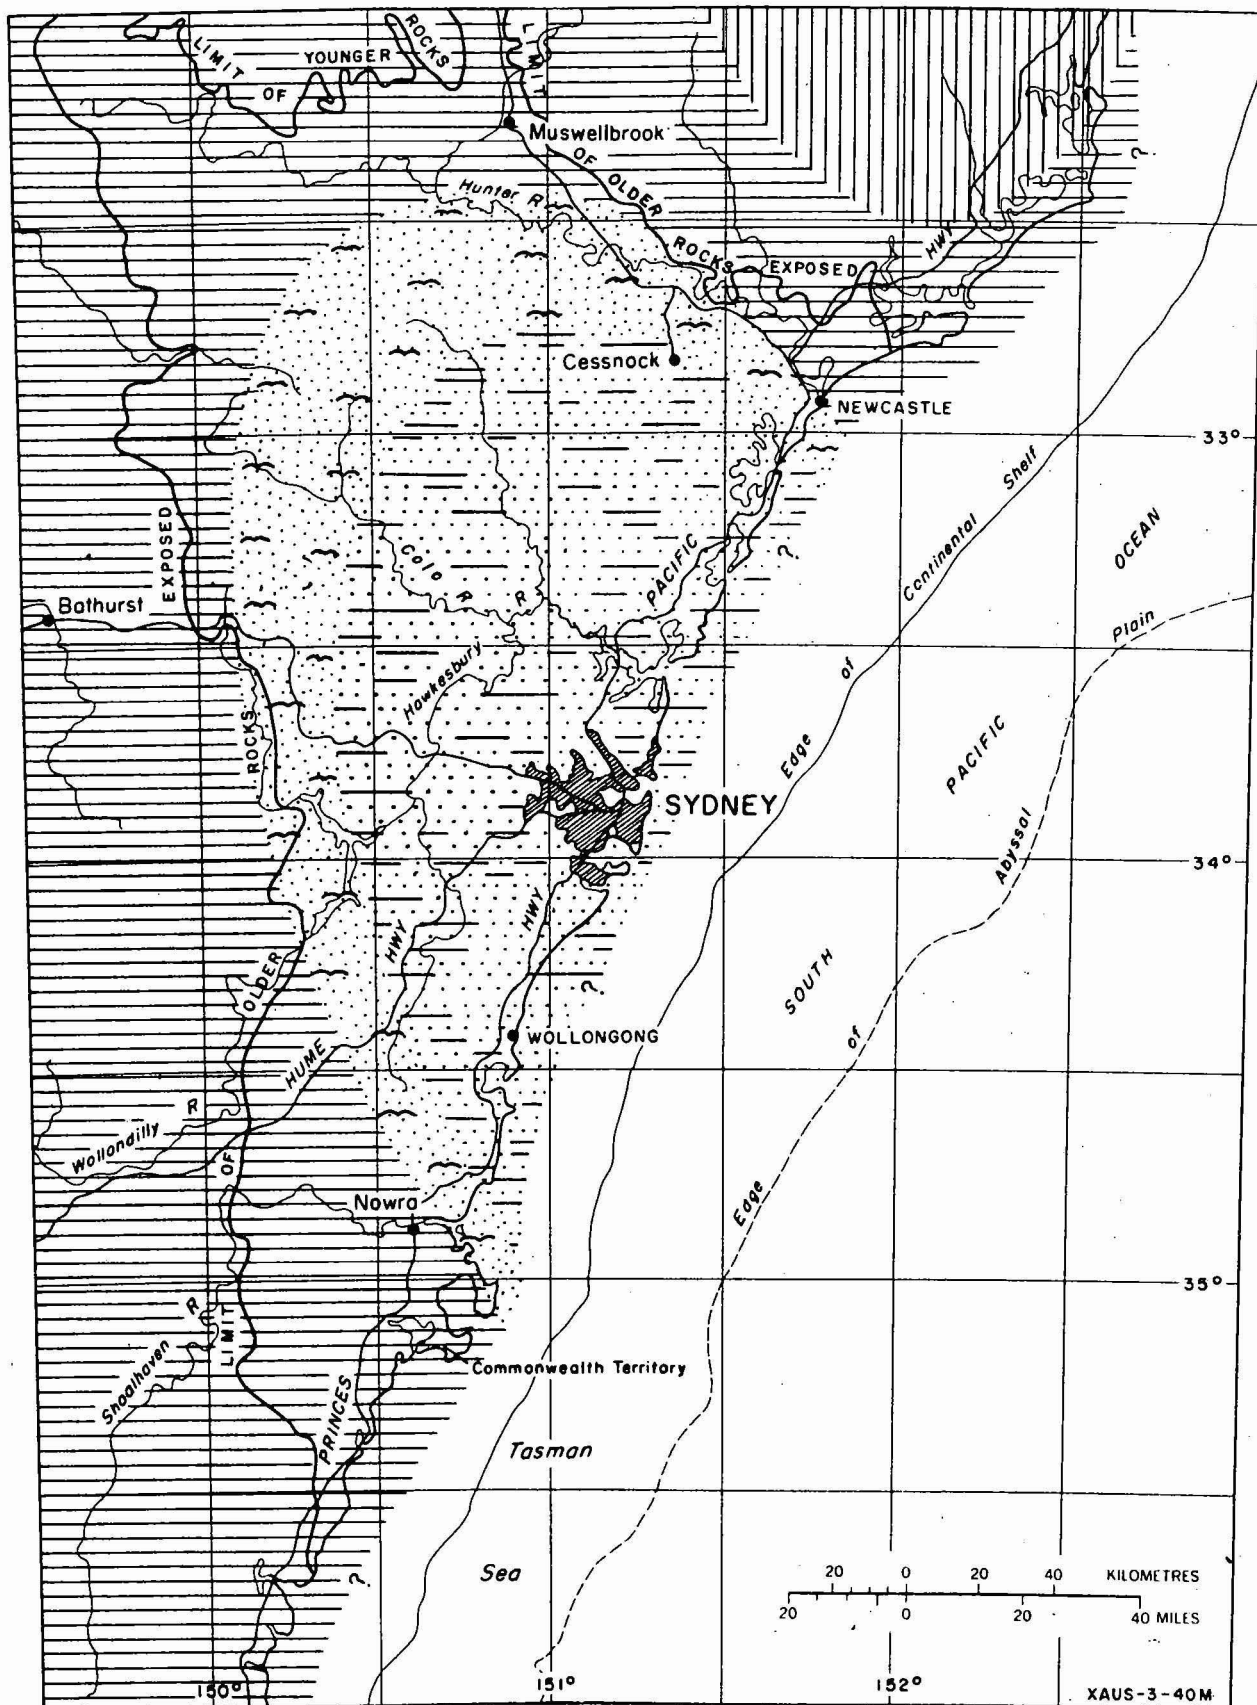 LIMIT OF YOUNGER ROCKS
LIMIT OF OLDER ROCKS EXPOSED
Muswellbrook
Hunter R
HWY
Cessnock
NEWCASTLE
33°
Continental Shelf
OCEAN
EXPOSED
Colo R
R
PACIFIC
?
?
Bathurst
Plain
of
Hawkesbury
ROCKS
PACIFIC
Edge
SYDNEY
Abyssal
34°
HWY
HWY
OLDER
SOUTH
?
WOLLONGONG
of
HUME
Wollondilly R
OF
Edge
Nowra
35°
Shoalhaven R
LIMIT
Commonwealth Territory
PRINCES
Tasman
Sea
?
20 0 20 40 KILOMETRES
20 0 20 40 MILES
150° 151° 152°
XAUS-3-40M